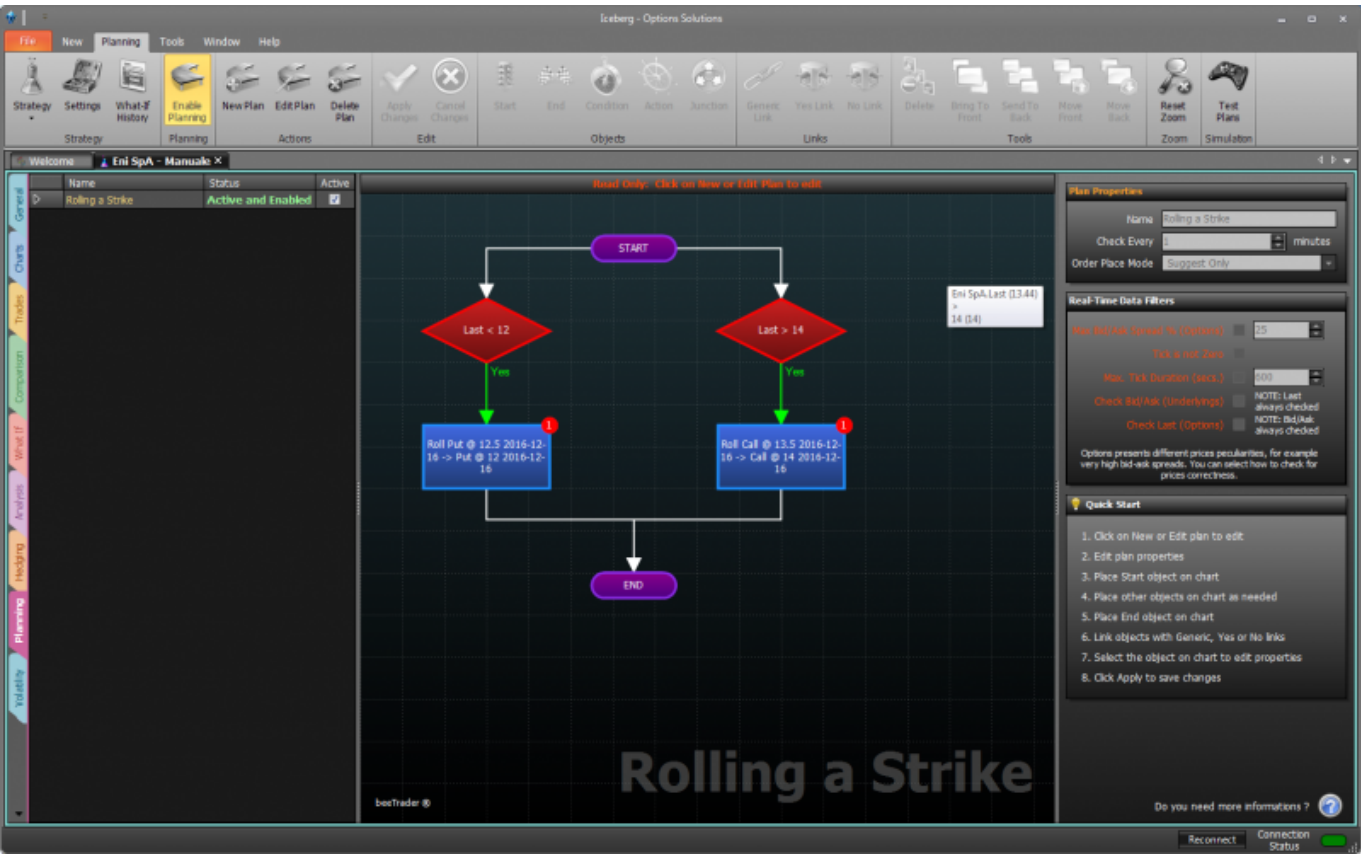 Iceberg - Options Solutions
File New Planning Tools Window Help
Strategy Settings What-If History Enable Planning New Plan Edit Plan Delete Plan Apply Changes Cancel Changes Start End Condition Action Junction Generic Link Yes Link No Link Delete Bring To Front Send To Back Move Front Move Back Reset Zoom Test Plans
Strategy Planning Actions Edit Objects Links Tools Zoom Simulation
Welcome Eni SpA - Manuale
General
Charts
Trades
Comparison
What If
Analysis
Hedging
Planning
Volatility
Name Status Active
Rolling a Strike Active and Enabled
Read Only: Click on New or Edit Plan to edit
START
Eni SpA.Last (13.44)
>
14 (14)
Last < 12
Last > 14
Yes
Yes
1
Roll Put @ 12.5 2016-12-
16 -> Put @ 12 2016-12-
16
1
Roll Call @ 13.5 2016-12-
16 -> Call @ 14 2016-12-
16
END
Rolling a Strike
beeTrader ®
Plan Properties
Name Rolling a Strike
Check Every 1 minutes
Order Place Mode Suggest Only
Real-Time Data Filters
Max Bid/Ask Spread % (Options) 25
Tick is not Zero
Max. Tick Duration (secs.) 600
Check Bid/Ask (Underlyings) NOTE: Last
always checked
Check Last (Options) NOTE: Bid/Ask
always checked
Options presents different prices peculiarities, for example
very high bid-ask spreads. You can select how to check for
prices correctness.
Quick Start
1. Click on New or Edit plan to edit
2. Edit plan properties
3. Place Start object on chart
4. Place other objects on chart as needed
5. Place End object on chart
6. Link objects with Generic, Yes or No links
7. Select the object on chart to edit properties
8. Click Apply to save changes
Do you need more informations ?
Reconnect Connection
Status